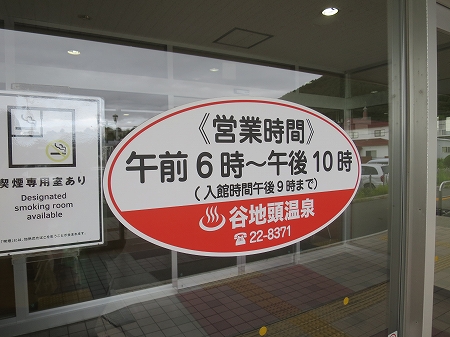 喫煙専用室あり
Designated
smoking room
available
《営業時間》
午前6時～午後10時
（入館時間午後9時まで）
♨谷地頭温泉
☎22-8371